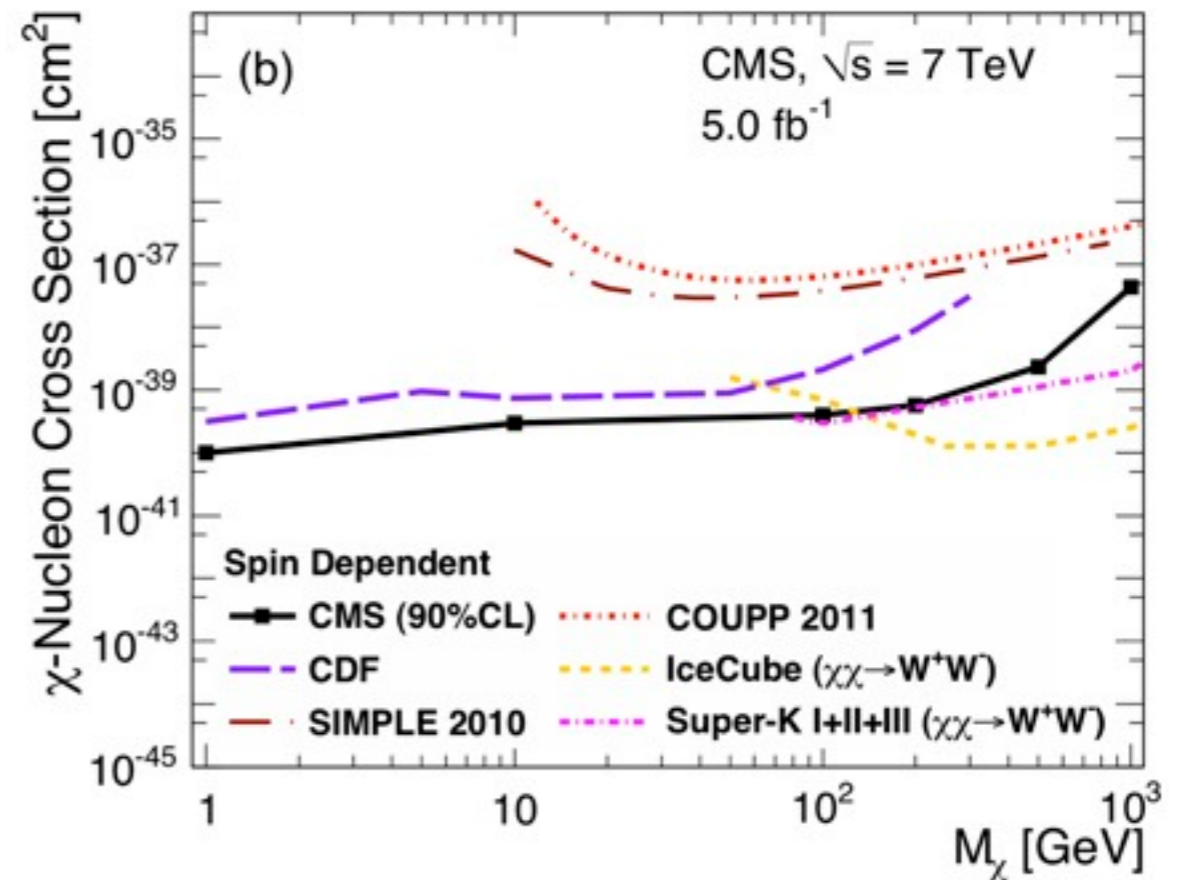 (b)
CMS, √s = 7 TeV
5.0 fb⁻¹
χ-Nucleon Cross Section [cm²]
10⁻³⁵
10⁻³⁷
10⁻³⁹
10⁻⁴¹
10⁻⁴³
10⁻⁴⁵
Spin Dependent
CMS (90%CL)
CDF
SIMPLE 2010
COUPP 2011
IceCube (χχ→W⁺W⁻)
Super-K I+II+III (χχ→W⁺W⁻)
1 10 10² 10³
Mᵪ [GeV]